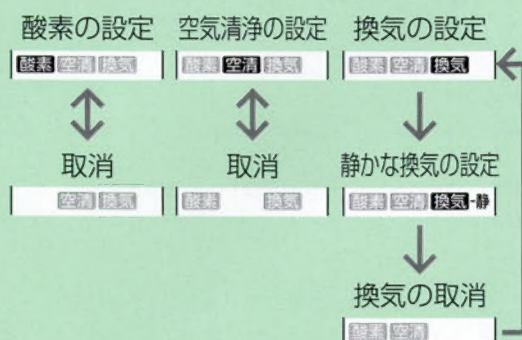 酸素の設定 空気清浄の設定 換気の設定
酸素 空清 換気 酸素 空清 換気 酸素 空清 換気
取消 取消 静かな換気の設定
空清 換気 酸素 換気 酸素 空清 換気-静
換気の取消
酸素 空清